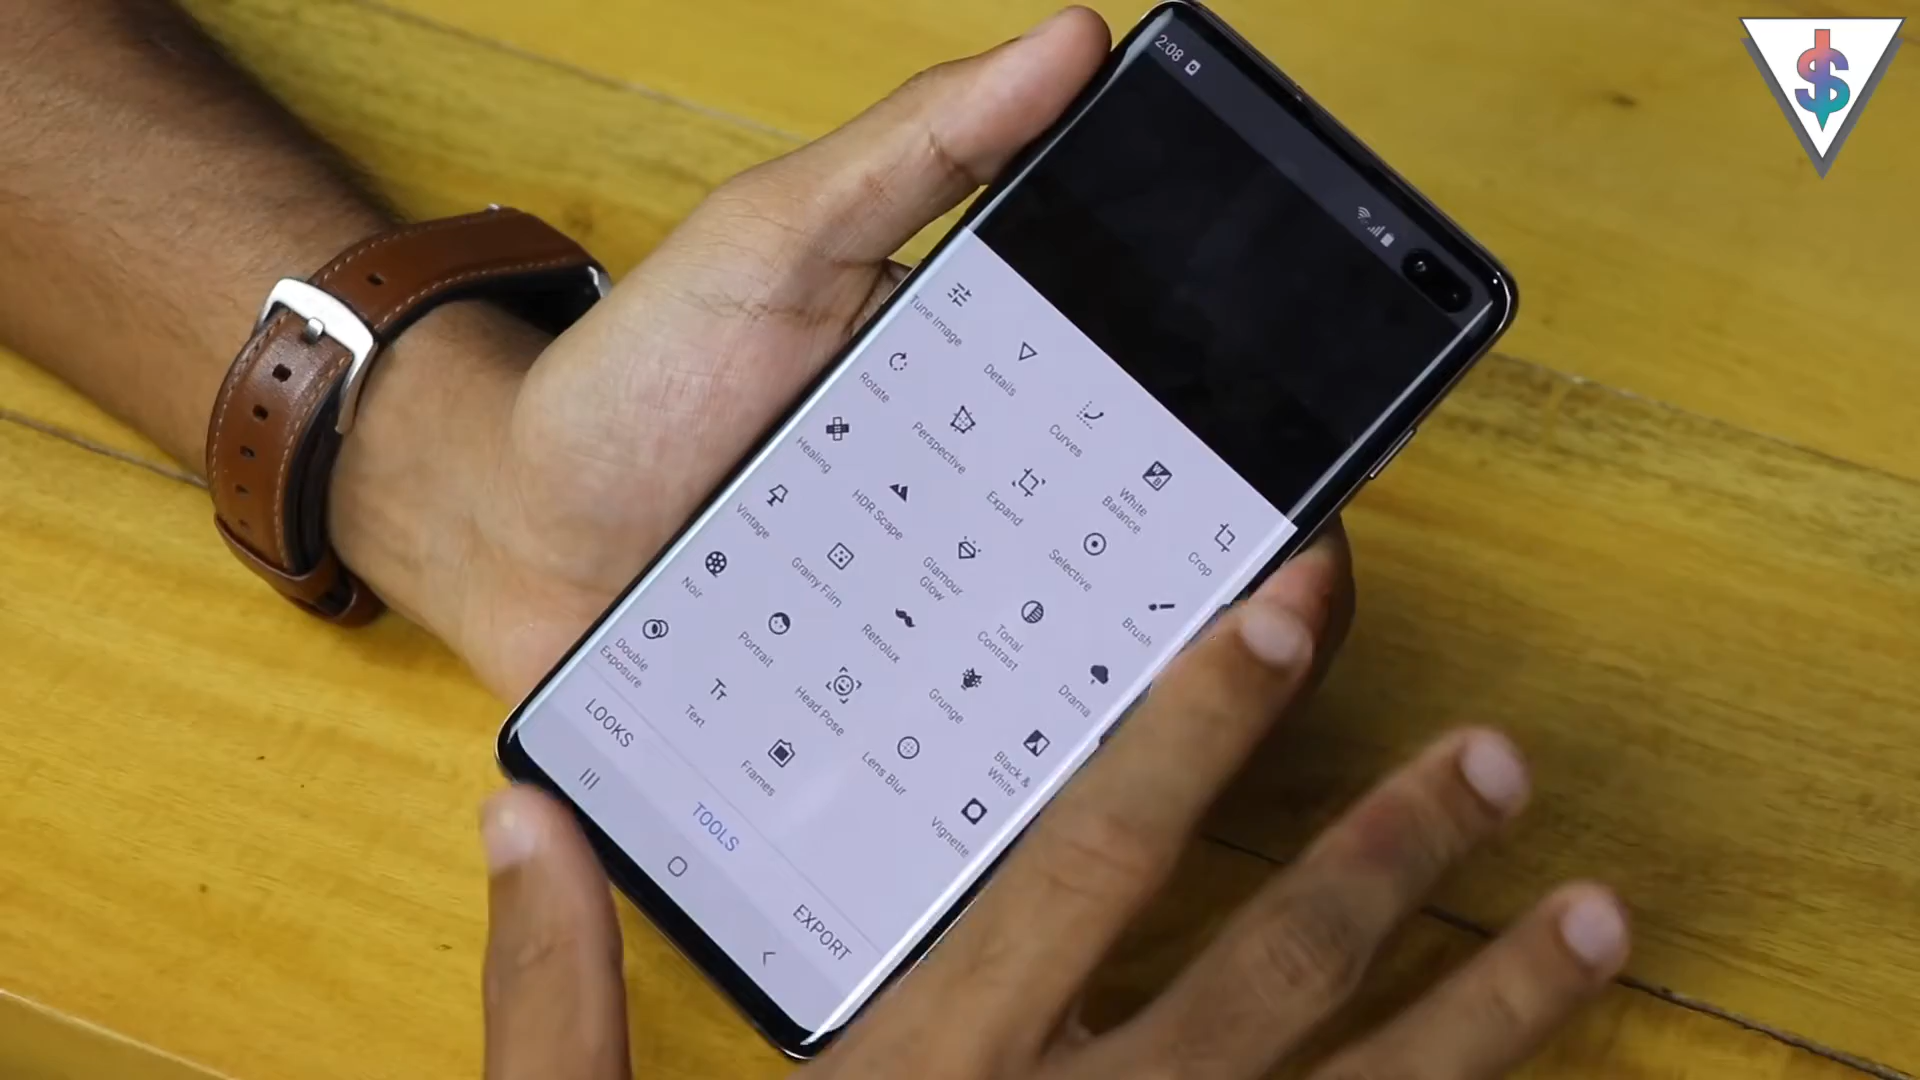 2:08
Tune Image
Details
Curves
White
Balance
Crop
Rotate
Perspective
Expand
Selective
Brush
Healing
HDR Scape
Glamour
Glow
Tonal
Contrast
Drama
Vintage
Grainy Film
Retrolux
Grunge
Black &
White
Noir
Portrait
Head Pose
Lens Blur
Vignette
Double
Exposure
Text
Frames
LOOKS
TOOLS
EXPORT
$